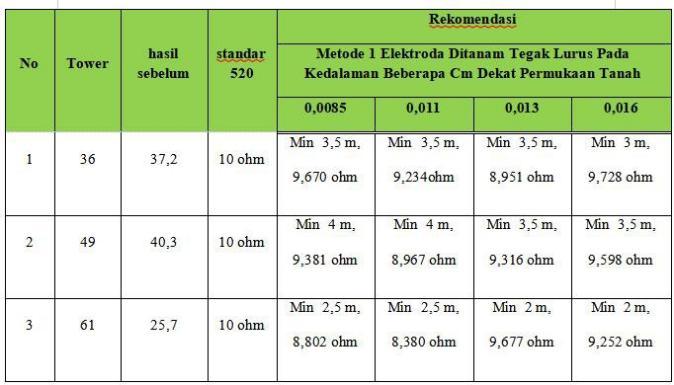 Rekomendasi
No
Tower
hasil
sebelum
standar
520
Metode 1 Elektroda Ditanam Tegak Lurus Pada
Kedalaman Beberapa Cm Dekat Permukaan Tanah
0,0085
0,011
0,013
0,016
1
36
37,2
10 ohm
Min 3,5 m,
9,670 ohm
Min 3,5 m,
9,234ohm
Min 3,5 m,
8,951 ohm
Min 3 m,
9,728 ohm
2
49
40,3
10 ohm
Min 4 m,
9,381 ohm
Min 4 m,
8,967 ohm
Min 3,5 m,
9,316 ohm
Min 3,5 m,
9,598 ohm
3
61
25,7
10 ohm
Min 2,5 m,
8,802 ohm
Min 2,5 m,
8,380 ohm
Min 2 m,
9,677 ohm
Min 2 m,
9,252 ohm